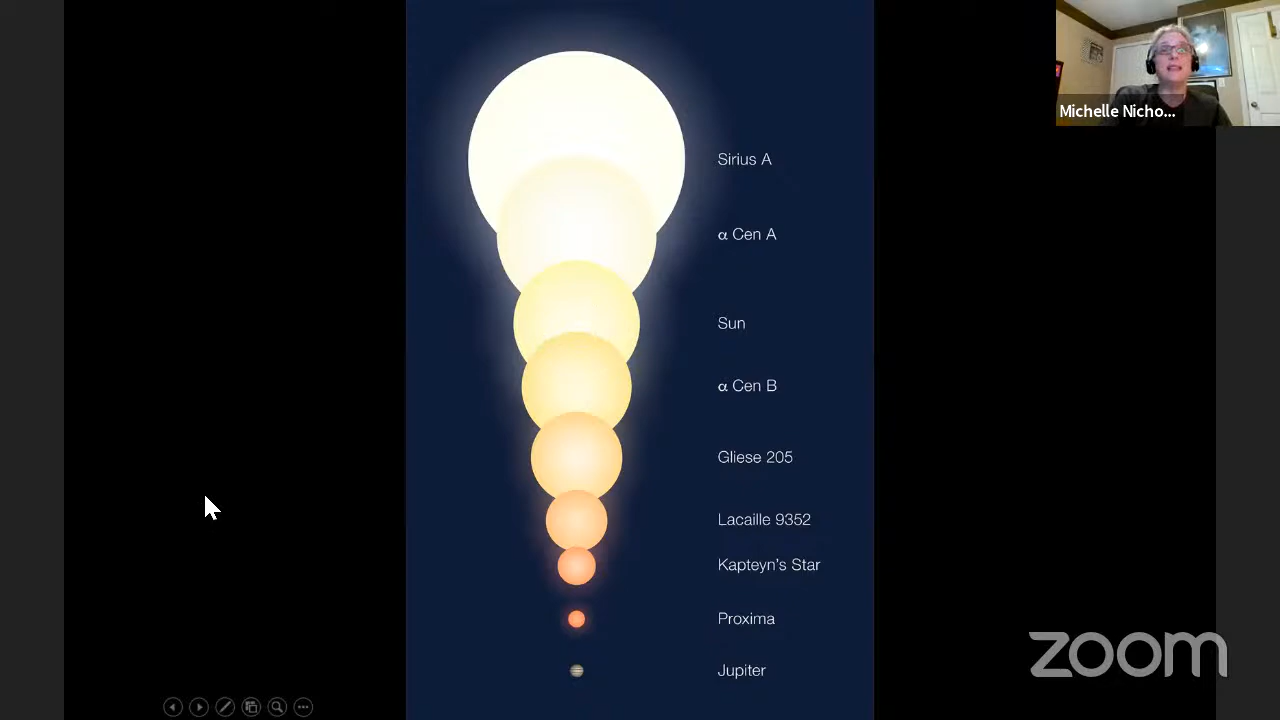 Michelle Nicho...
Sirius A
α Cen A
Sun
α Cen B
Gliese 205
Lacaille 9352
Kapteyn's Star
Proxima
Jupiter
zoom